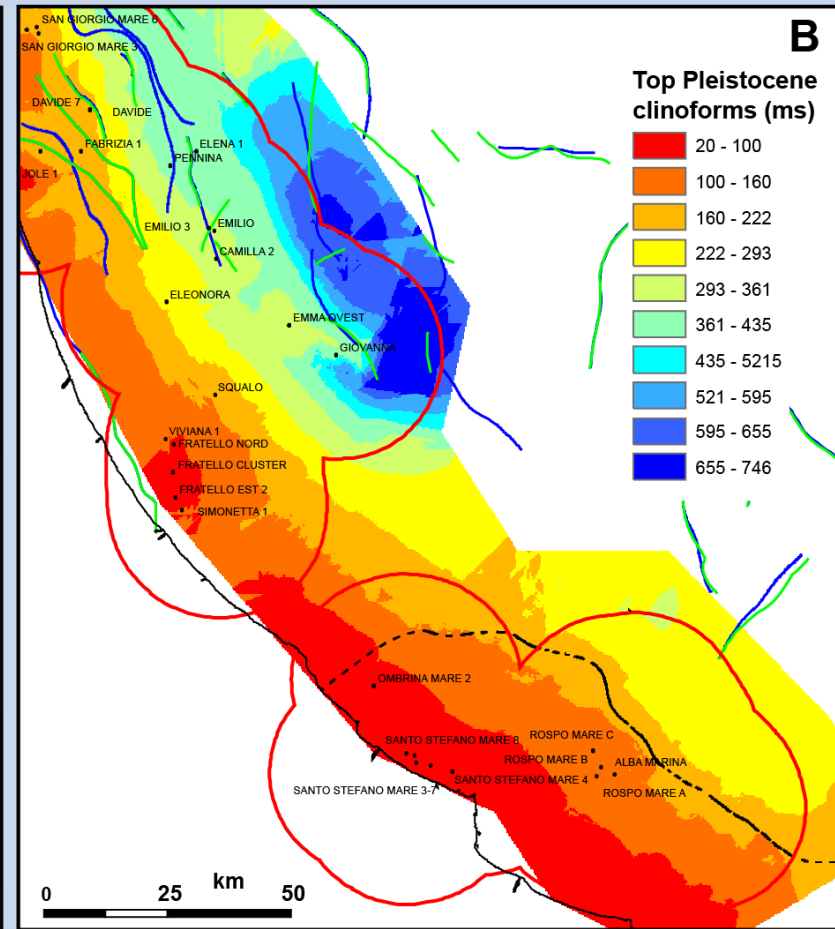 B
Top Pleistocene
clinoforms (ms)
20 - 100
100 - 160
160 - 222
222 - 293
293 - 361
361 - 435
435 - 5215
521 - 595
595 - 655
655 - 746
SAN GIORGIO MARE 6
SAN GIORGIO MARE 3
DAVIDE 7
DAVIDE
FABRIZIA 1
ELENA 1
PENNINA
JOLE 1
EMILIO 3
EMILIO
CAMILLA 2
ELEONORA
EMMA OVEST
GIOVANNA
SQUALO
VIVIANA 1
FRATELLO NORD
FRATELLO CLUSTER
FRATELLO EST 2
SIMONETTA 1
OMBRINA MARE 2
SANTO STEFANO MARE 8
ROSPO MARE C
ROSPO MARE B
ALBA MARINA
SANTO STEFANO MARE 4
SANTO STEFANO MARE 3-7
ROSPO MARE A
km
0 25 50